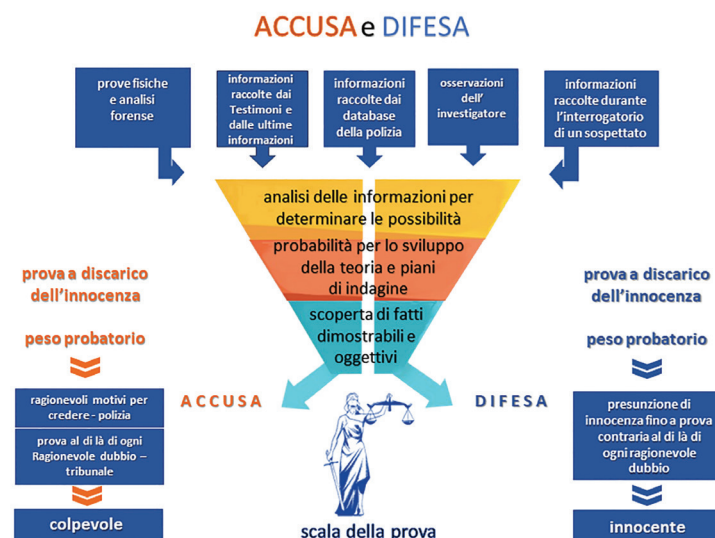 ACCUSA e DIFESA
prove fisiche
e analisi
forense
informazioni
raccolte dai
Testimoni e
dalle ultime
informazioni
informazioni
raccolte dai
database
della polizia
osservazioni
dell'
investigatore
informazioni
raccolte durante
l'interrogatorio
di un sospettato
analisi delle informazioni per
determinare le possibilità
probabilità per lo sviluppo
della teoria e piani
di indagine
scoperta di fatti
dimostrabili e
oggettivi
prova a discarico
dell'innocenza
peso probatorio
ragionevoli motivi per
credere - polizia
prova al di là di ogni
Ragionevole dubbio –
tribunale
colpevole
ACCUSA
DIFESA
scala della prova
prova a discarico
dell'innocenza
peso probatorio
presunzione di
innocenza fino a prova
contraria al di là di
ogni ragionevole
dubbio
innocente